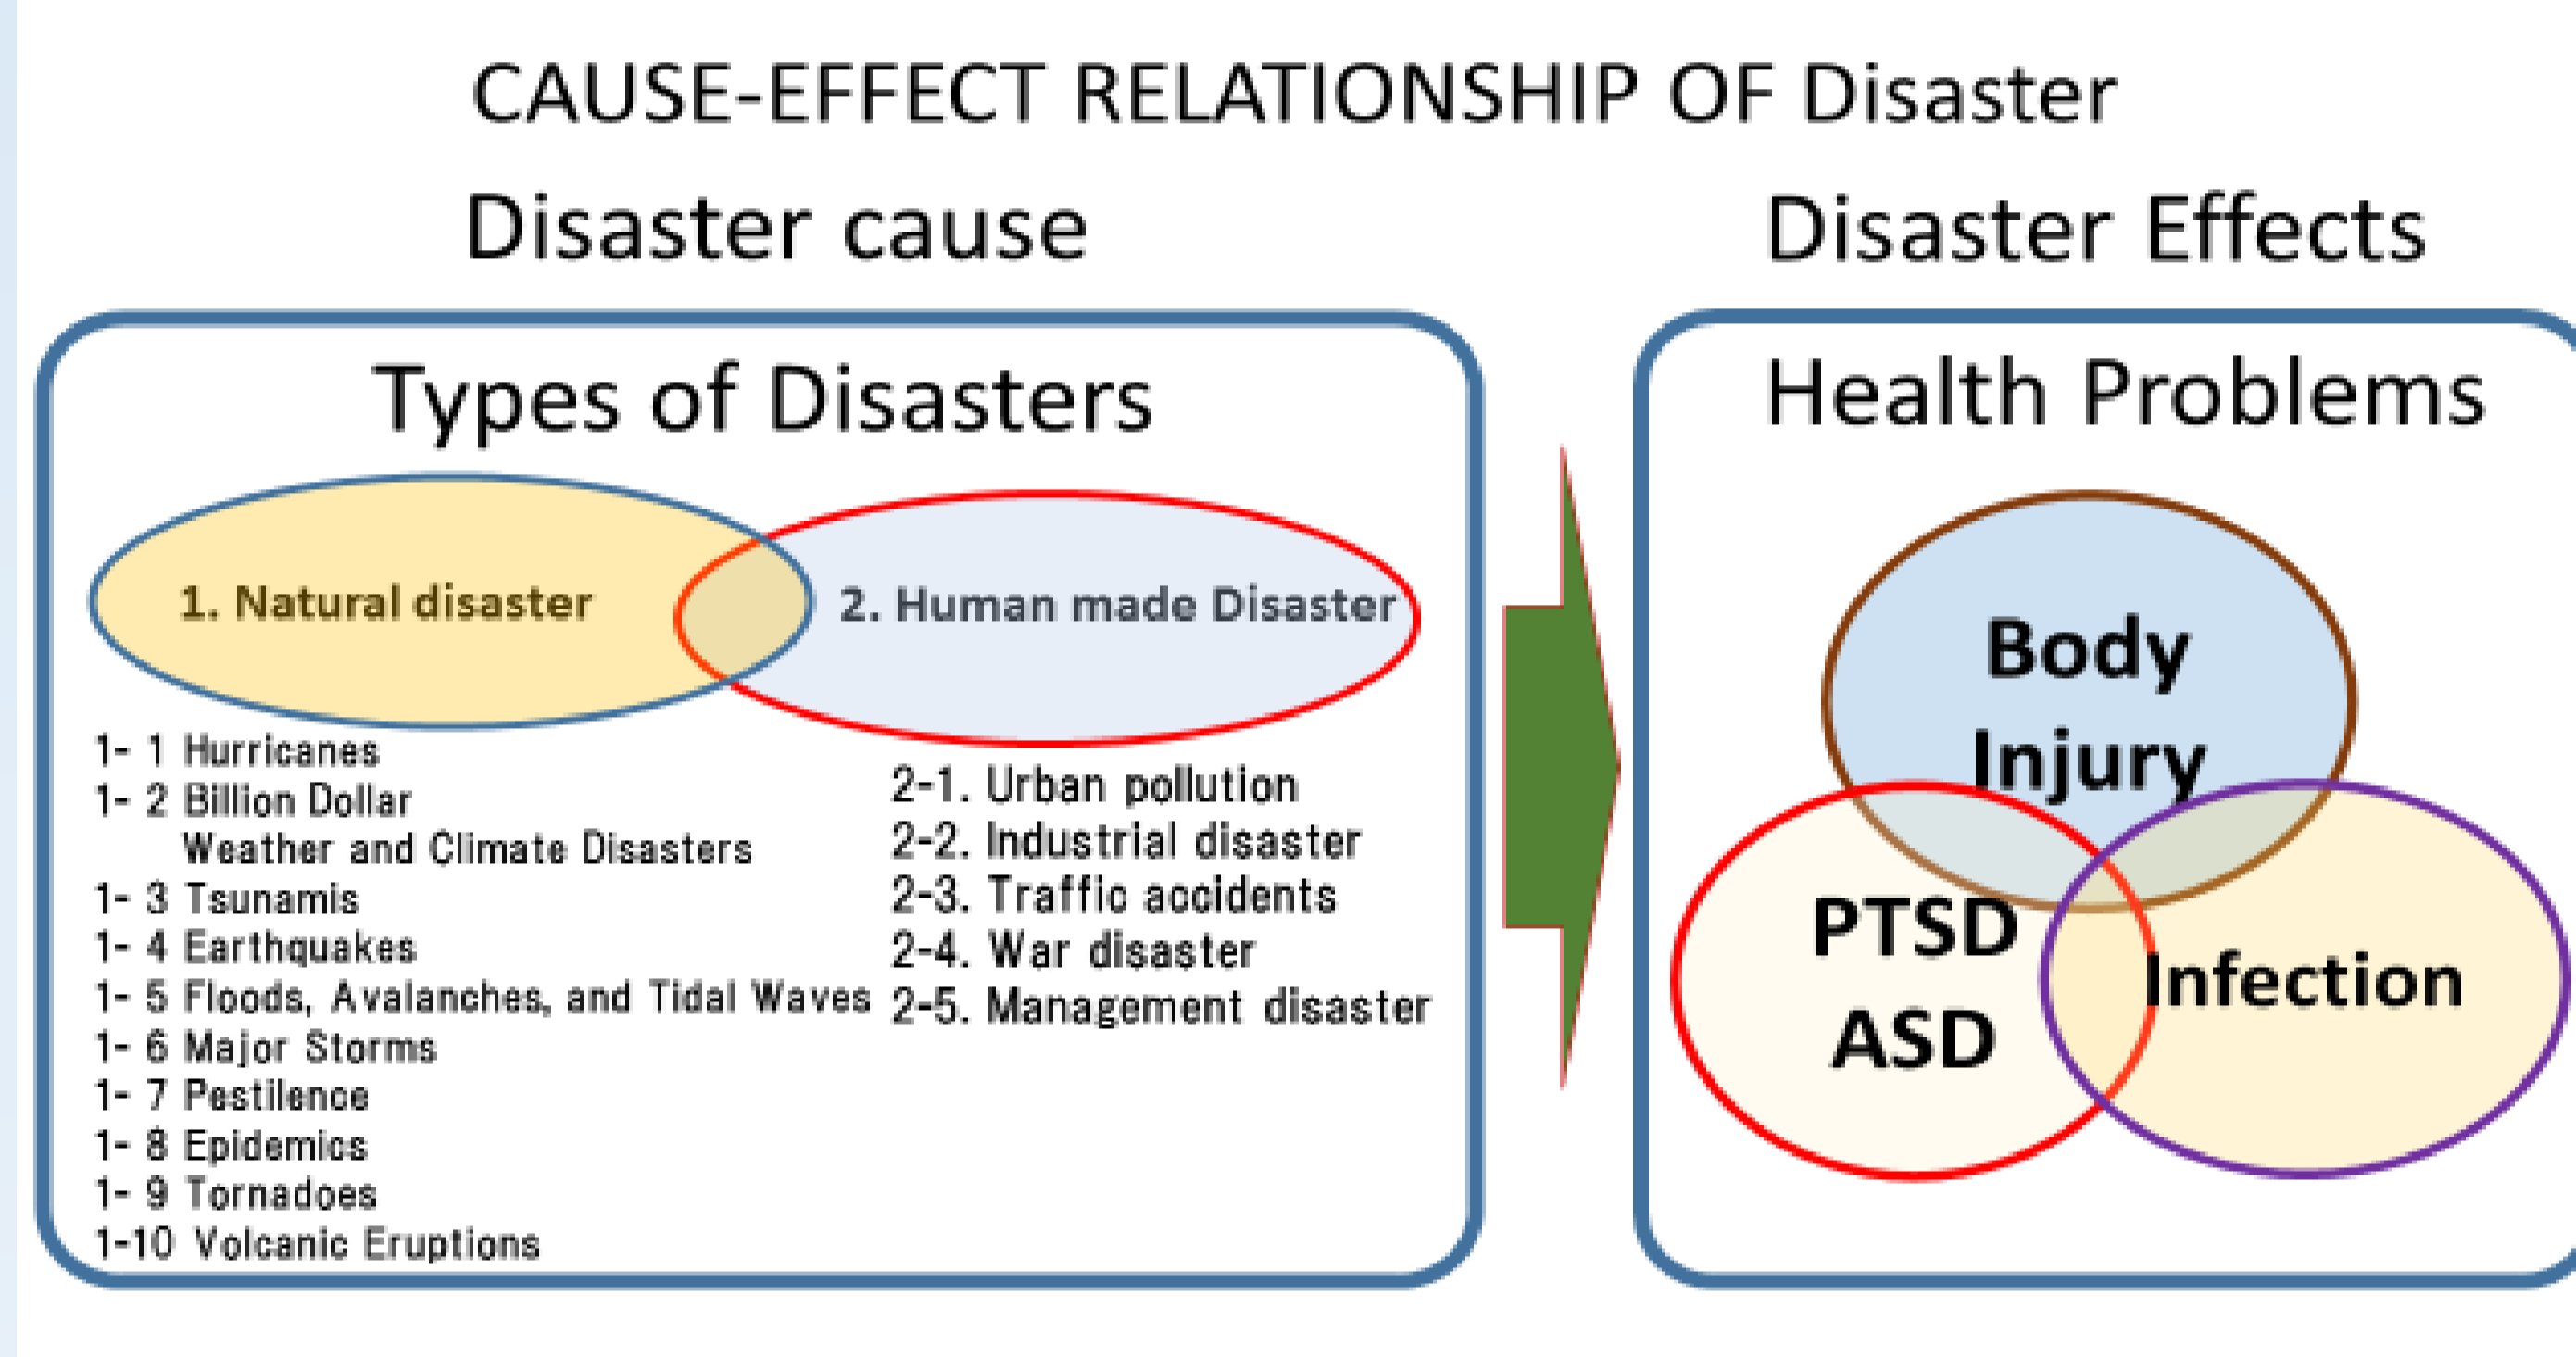 CAUSE-EFFECT RELATIONSHIP OF Disaster
Disaster cause
Types of Disasters
1. Natural disaster
2. Human made Disaster
1- 1 Hurricanes
1- 2 Billion Dollar
Weather and Climate Disasters
1- 3 Tsunamis
1- 4 Earthquakes
1- 5 Floods, Avalanches, and Tidal Waves
1- 6 Major Storms
1- 7 Pestilence
1- 8 Epidemics
1- 9 Tornadoes
1-10 Volcanic Eruptions
2-1. Urban pollution
2-2. Industrial disaster
2-3. Traffic accidents
2-4. War disaster
2-5. Management disaster
Disaster Effects
Health Problems
Body
Injury
PTSD
ASD
Infection